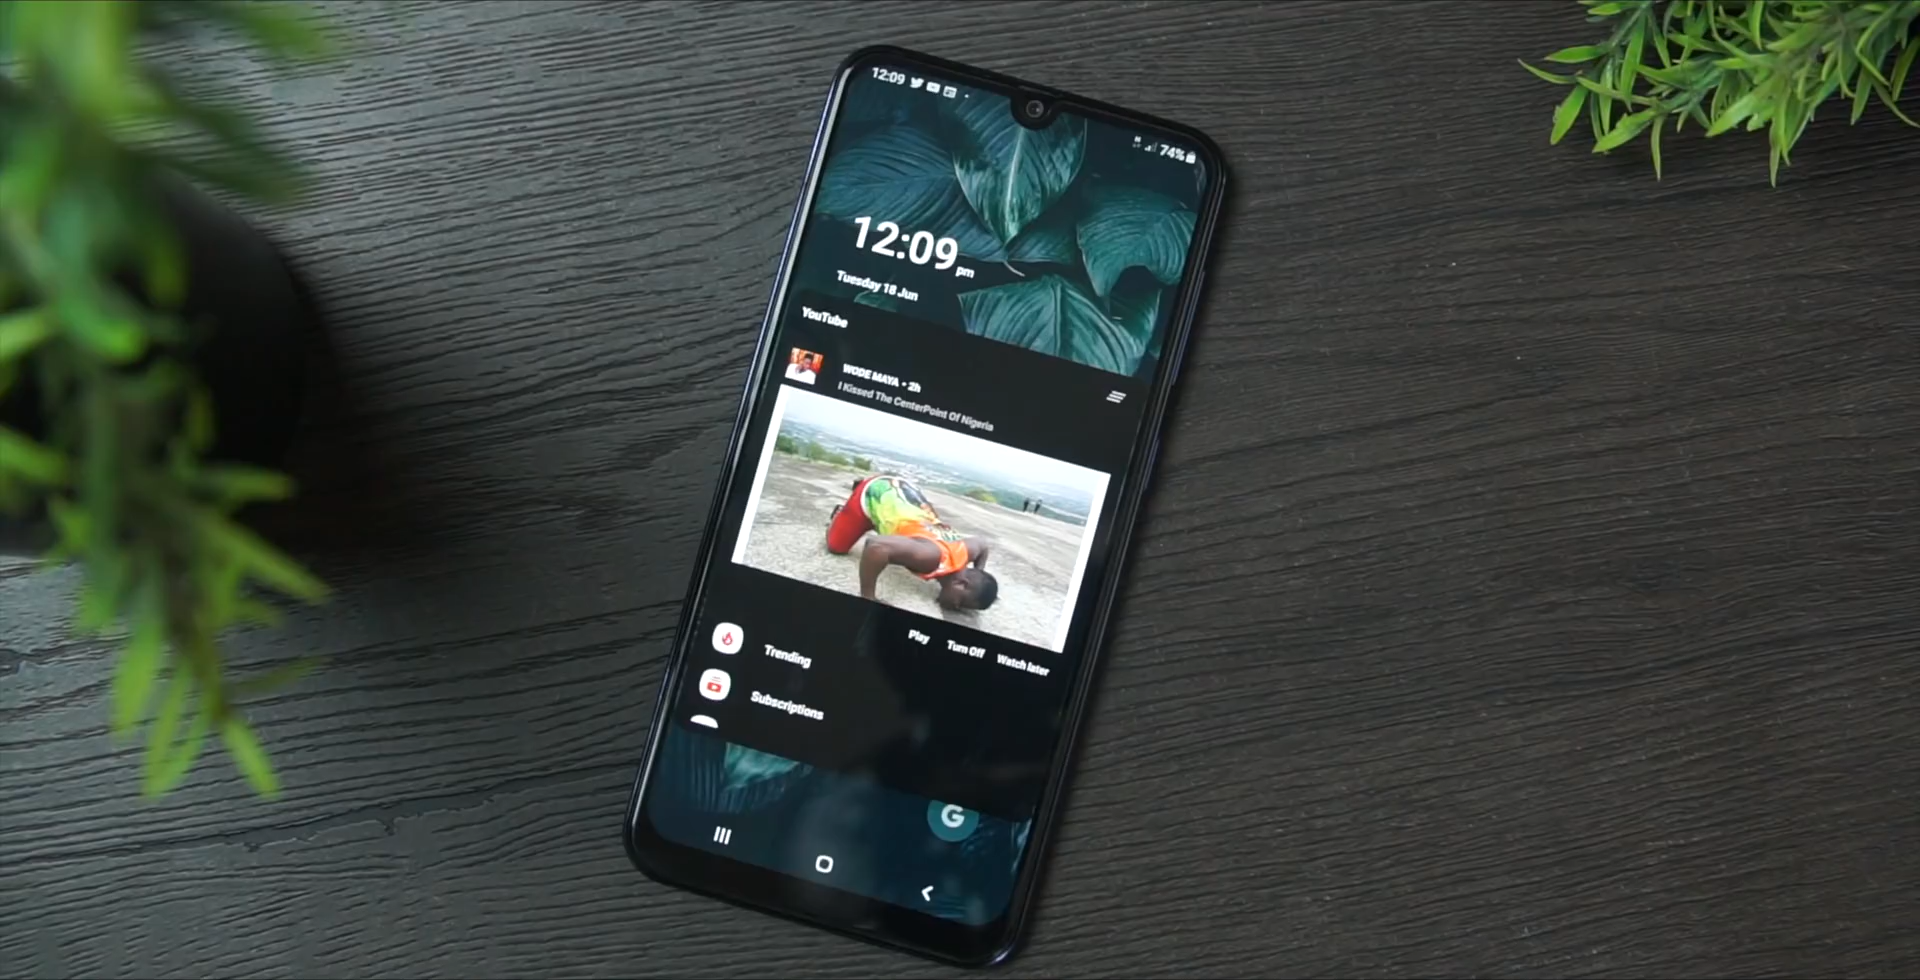 12:09
74%
12:09 pm
Tuesday 18 Jun
YouTube
WODE MAYA • 2h
I Kissed The CenterPoint Of Nigeria
Play Turn Off Watch later
Trending
Subscriptions
G